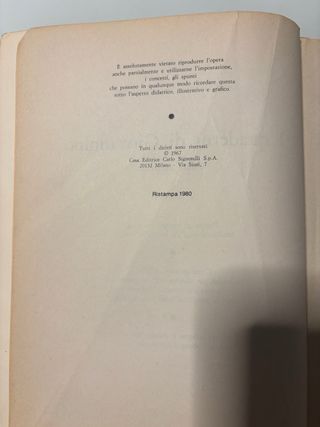 È assolutamente vietato riprodurre l'opera
anche parzialmente e utilizzarne l'impostazione,
i concetti, gli spunti
che possano in qualunque modo ricordare questa
sotto l'aspetto didattico, illustrativo e grafico
Tutti i diritti sono riservati
© 1967
Casa Editrice Carlo Signorelli S.p.A.
20132 Milano - Via Siusi, 7
Ristampa 1980